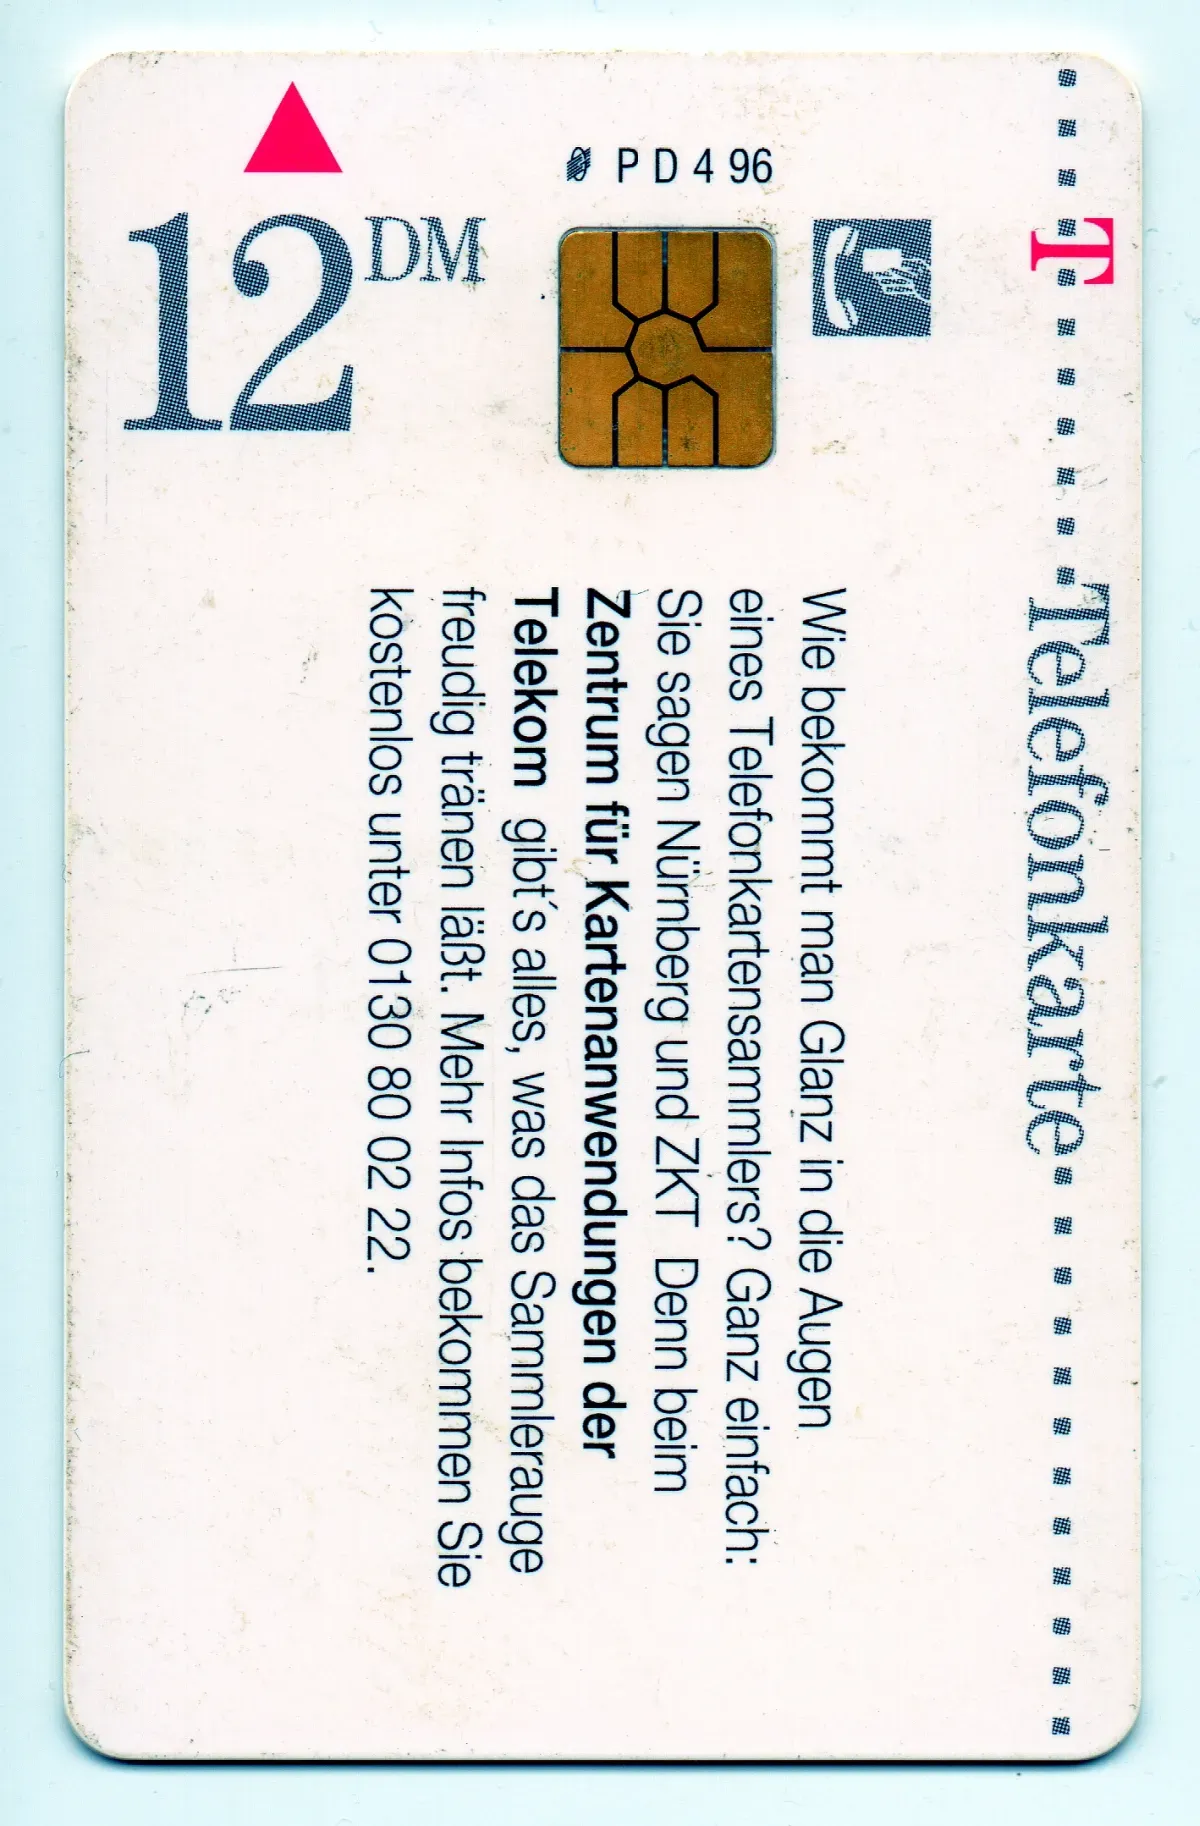 P D 4 96
12 DM
T
Telefonkarte
Wie bekommt man Glanz in die Augen
eines Telefonkartensammlers? Ganz einfach:
Sie sagen Nürnberg und ZKT Denn beim
Zentrum für Kartenanwendungen der
Telekom gibt´s alles, was das Sammlerauge
freudig tränen läßt. Mehr Infos bekommen Sie
kostenlos unter 0130 80 02 22.